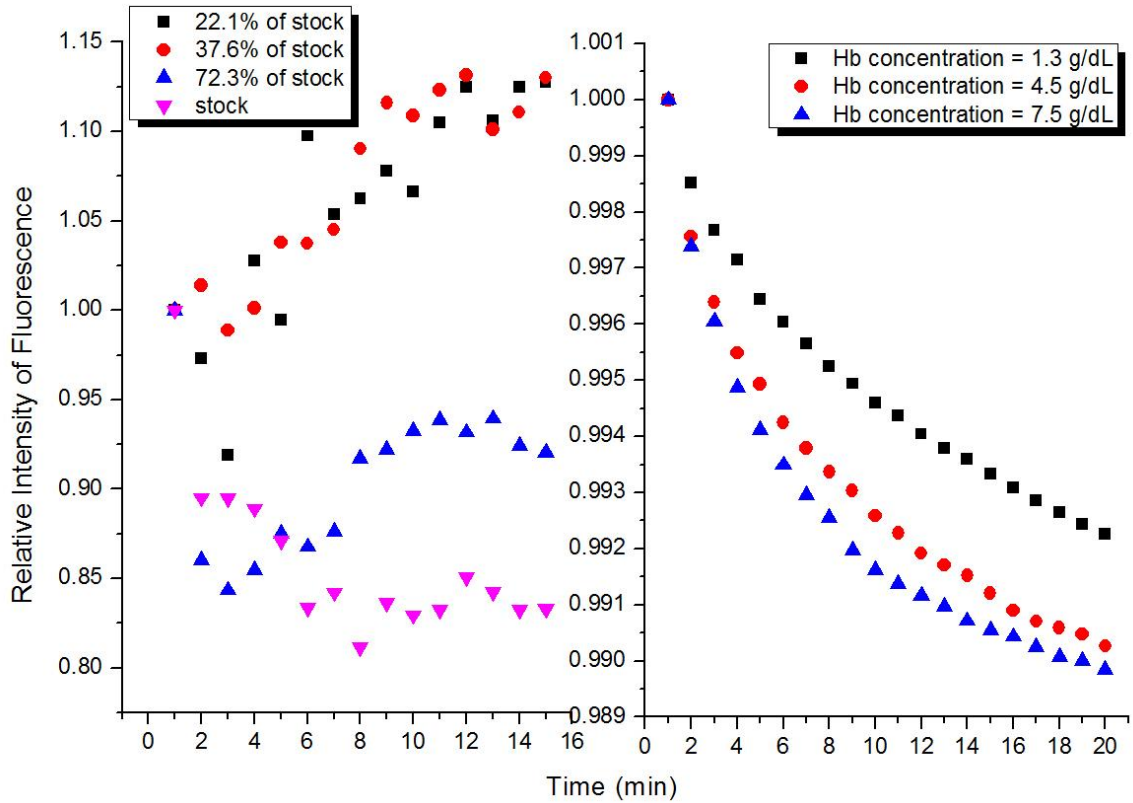 22.1% of stock
37.6% of stock
72.3% of stock
stock
Hb concentration = 1.3 g/dL
Hb concentration = 4.5 g/dL
Hb concentration = 7.5 g/dL
Relative Intensity of Fluorescence
1.15
1.10
1.05
1.00
0.95
0.90
0.85
0.80
0 2 4 6 8 10 12 14 16
1.001
1.000
0.999
0.998
0.997
0.996
0.995
0.994
0.993
0.992
0.991
0.990
0.989
0 2 4 6 8 10 12 14 16 18 20
Time (min)